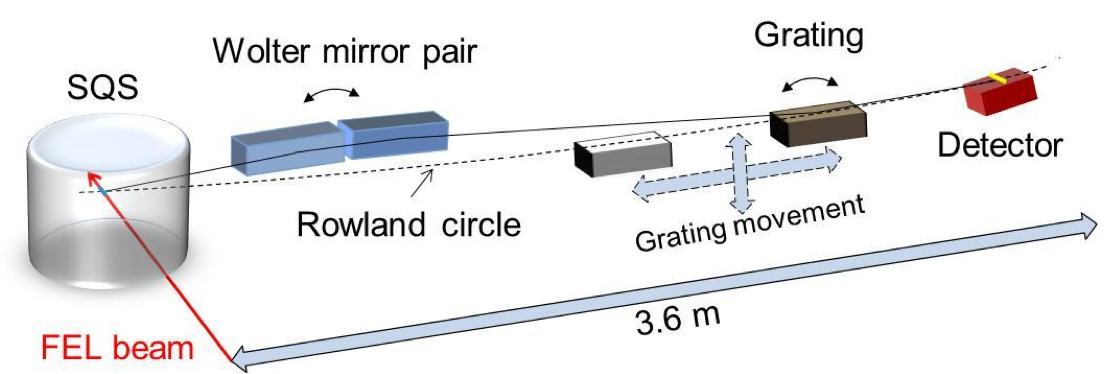 Wolter mirror pair
Grating
SQS
Detector
Rowland circle
Grating movement
3.6 m
FEL beam